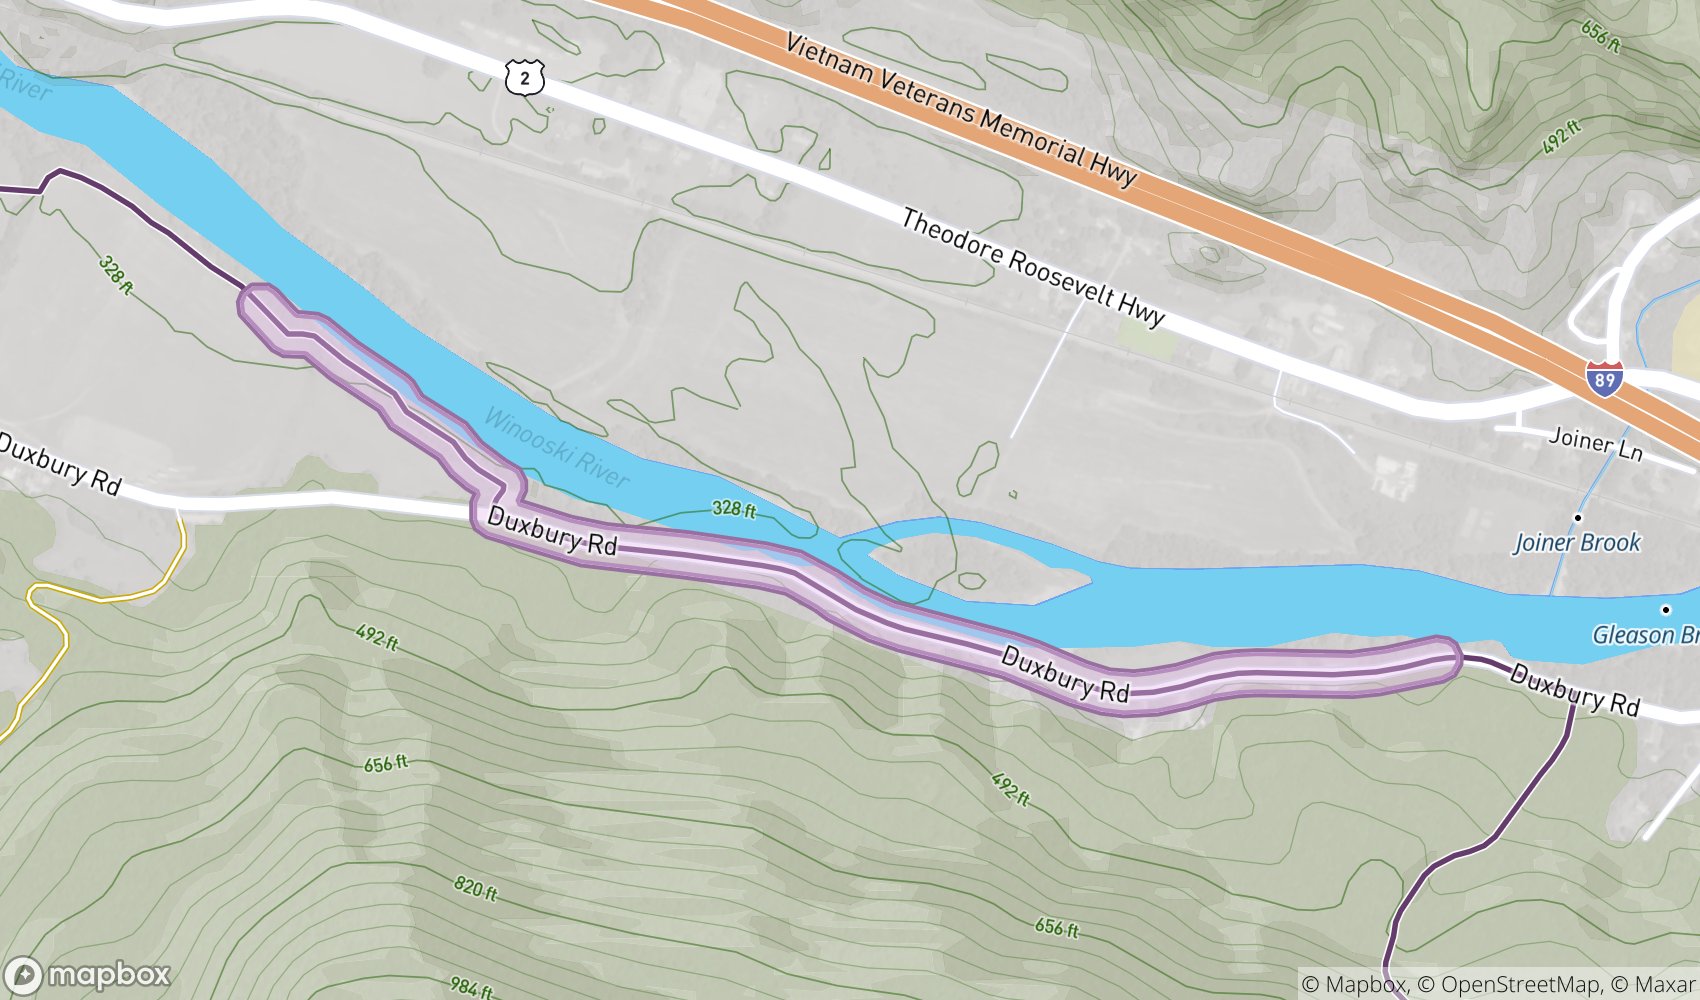 656 ft
Vietnam Veterans Memorial Hwy
2
River
492 ft
Theodore Roosevelt Hwy
328 ft
89
Winooski River
Duxbury Rd
Joiner Ln
328 ft
Duxbury Rd
Joiner Brook
492 ft
Gleason Br
Duxbury Rd
Duxbury Rd
656 ft
492 ft
820 ft
656 ft
984 ft
mapbox
© Mapbox, © OpenStreetMap, © Maxar